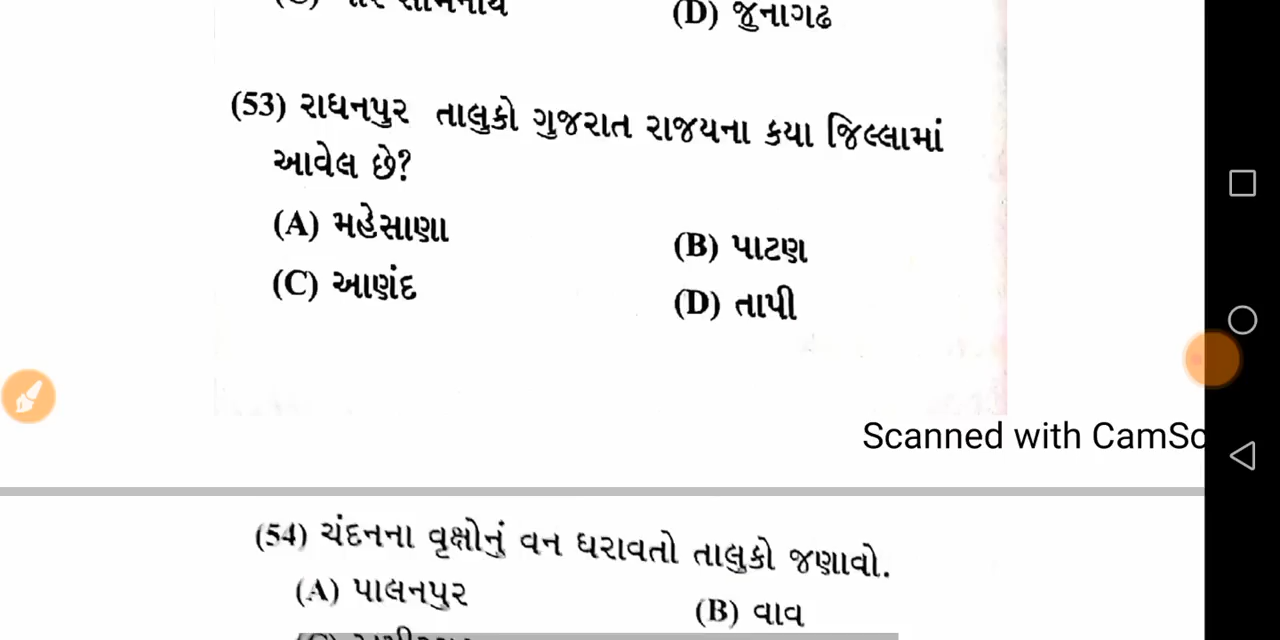 (D) જુનાગઢ
(53) રાધનપુર તાલુકો ગુજરાત રાજયના કયા જિલ્લામાં
આવેલ છે?
(A) મહેસાણા
(B) પાટણ
(C) આણંદ
(D) તાપી
Scanned with CamSc
(54) ચંદનના વૃક્ષોનું વન ધરાવતો તાલુકો જણાવો.
(A) પાલનપુર
(B) વાવ